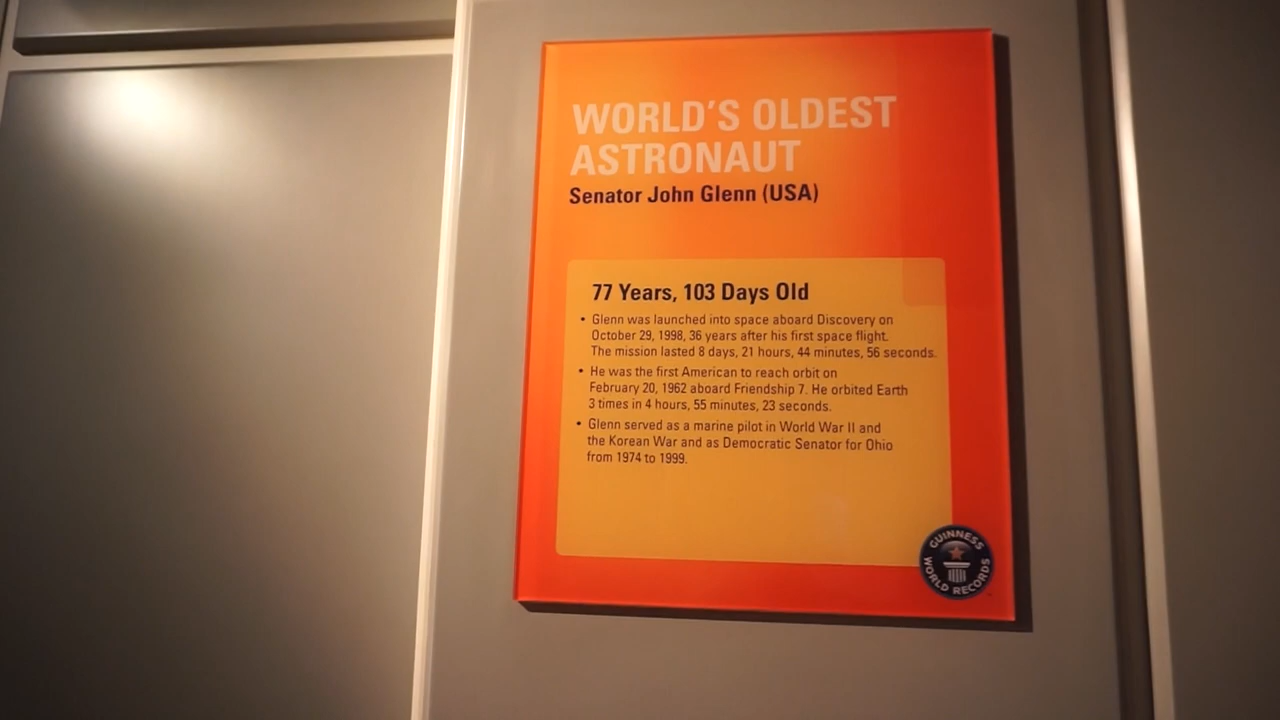 WORLD'S OLDEST
ASTRONAUT
Senator John Glenn (USA)
77 Years, 103 Days Old
• Glenn was launched into space aboard Discovery on
October 29, 1998, 36 years after his first space flight.
The mission lasted 8 days, 21 hours, 44 minutes, 56 seconds.
• He was the first American to reach orbit on
February 20, 1962 aboard Friendship 7. He orbited Earth
3 times in 4 hours, 55 minutes, 23 seconds.
• Glenn served as a marine pilot in World War II and
the Korean War and as Democratic Senator for Ohio
from 1974 to 1999.
GUINNESS
WORLD RECORDS